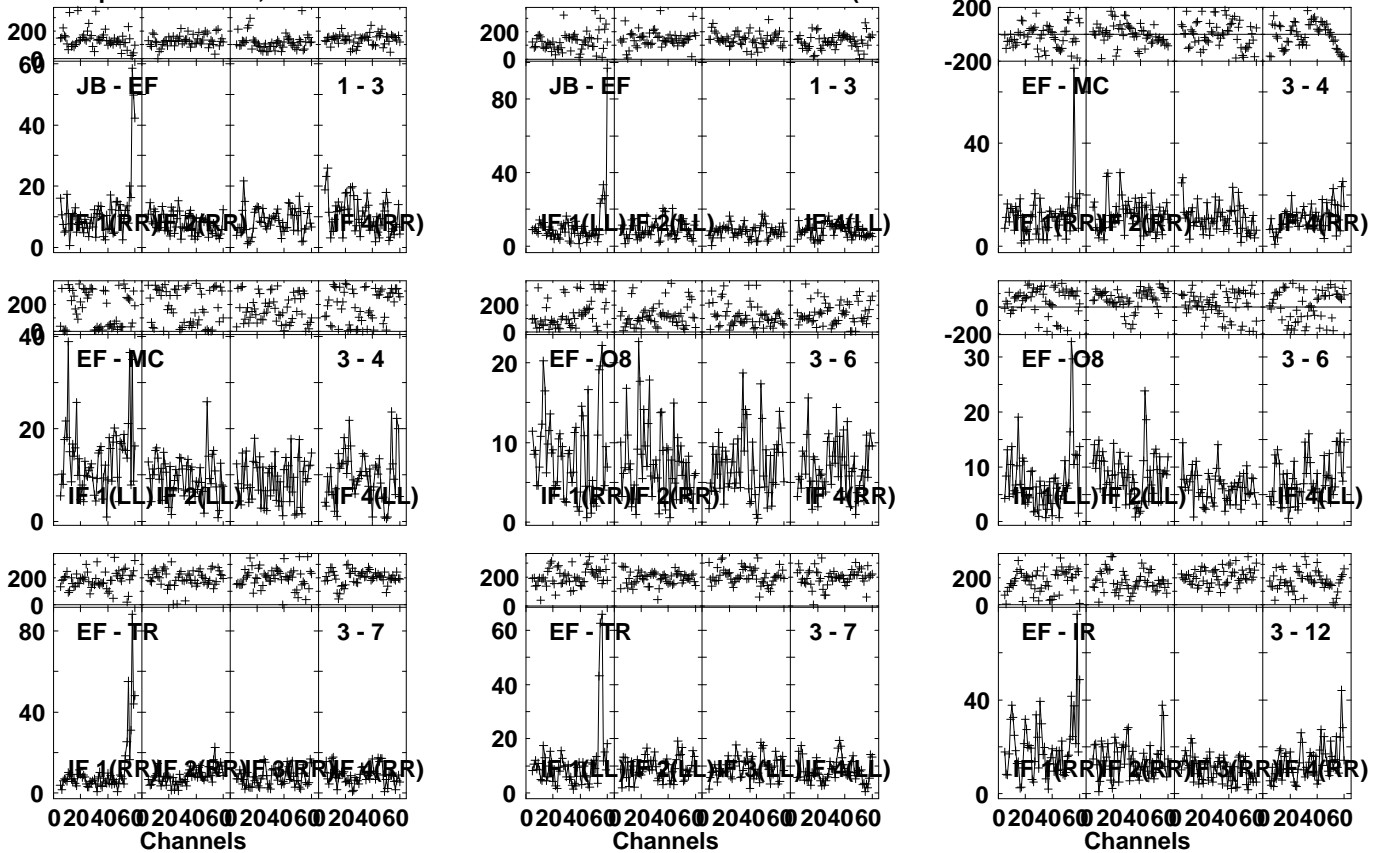 200
0
60
40
20
0
JB - EF 1 - 3
IF 1(RR) IF 2(RR) IF 4(RR)
200
0
80
40
0
JB - EF 1 - 3
IF 1(LL) IF 2(LL) IF 4(LL)
200
-200
40
0
EF - MC 3 - 4
IF 1(RR) IF 2(RR) IF 4(RR)
200
0
40
20
0
EF - MC 3 - 4
IF 1(LL) IF 2(LL) IF 4(LL)
200
0
20
10
0
EF - O8 3 - 6
IF 1(RR) IF 2(RR) IF 4(RR)
0
-200
30
20
10
0
EF - O8 3 - 6
IF 1(LL) IF 2(LL) IF 4(LL)
200
0
80
40
0
EF - TR 3 - 7
IF 1(RR) IF 2(RR) IF 3(RR) IF 4(RR)
0 20 40 60 0 20 40 60 0 20 40 60 0 20 40 60
Channels
200
0
60
40
20
0
EF - TR 3 - 7
IF 1(LL) IF 2(LL) IF 3(LL) IF 4(LL)
0 20 40 60 0 20 40 60 0 20 40 60 0 20 40 60
Channels
200
0
40
0
EF - IR 3 - 12
IF 1(RR) IF 2(RR) IF 3(RR) IF 4(RR)
0 20 40 60 0 20 40 60 0 20 40 60 0 20 40 60
Channels